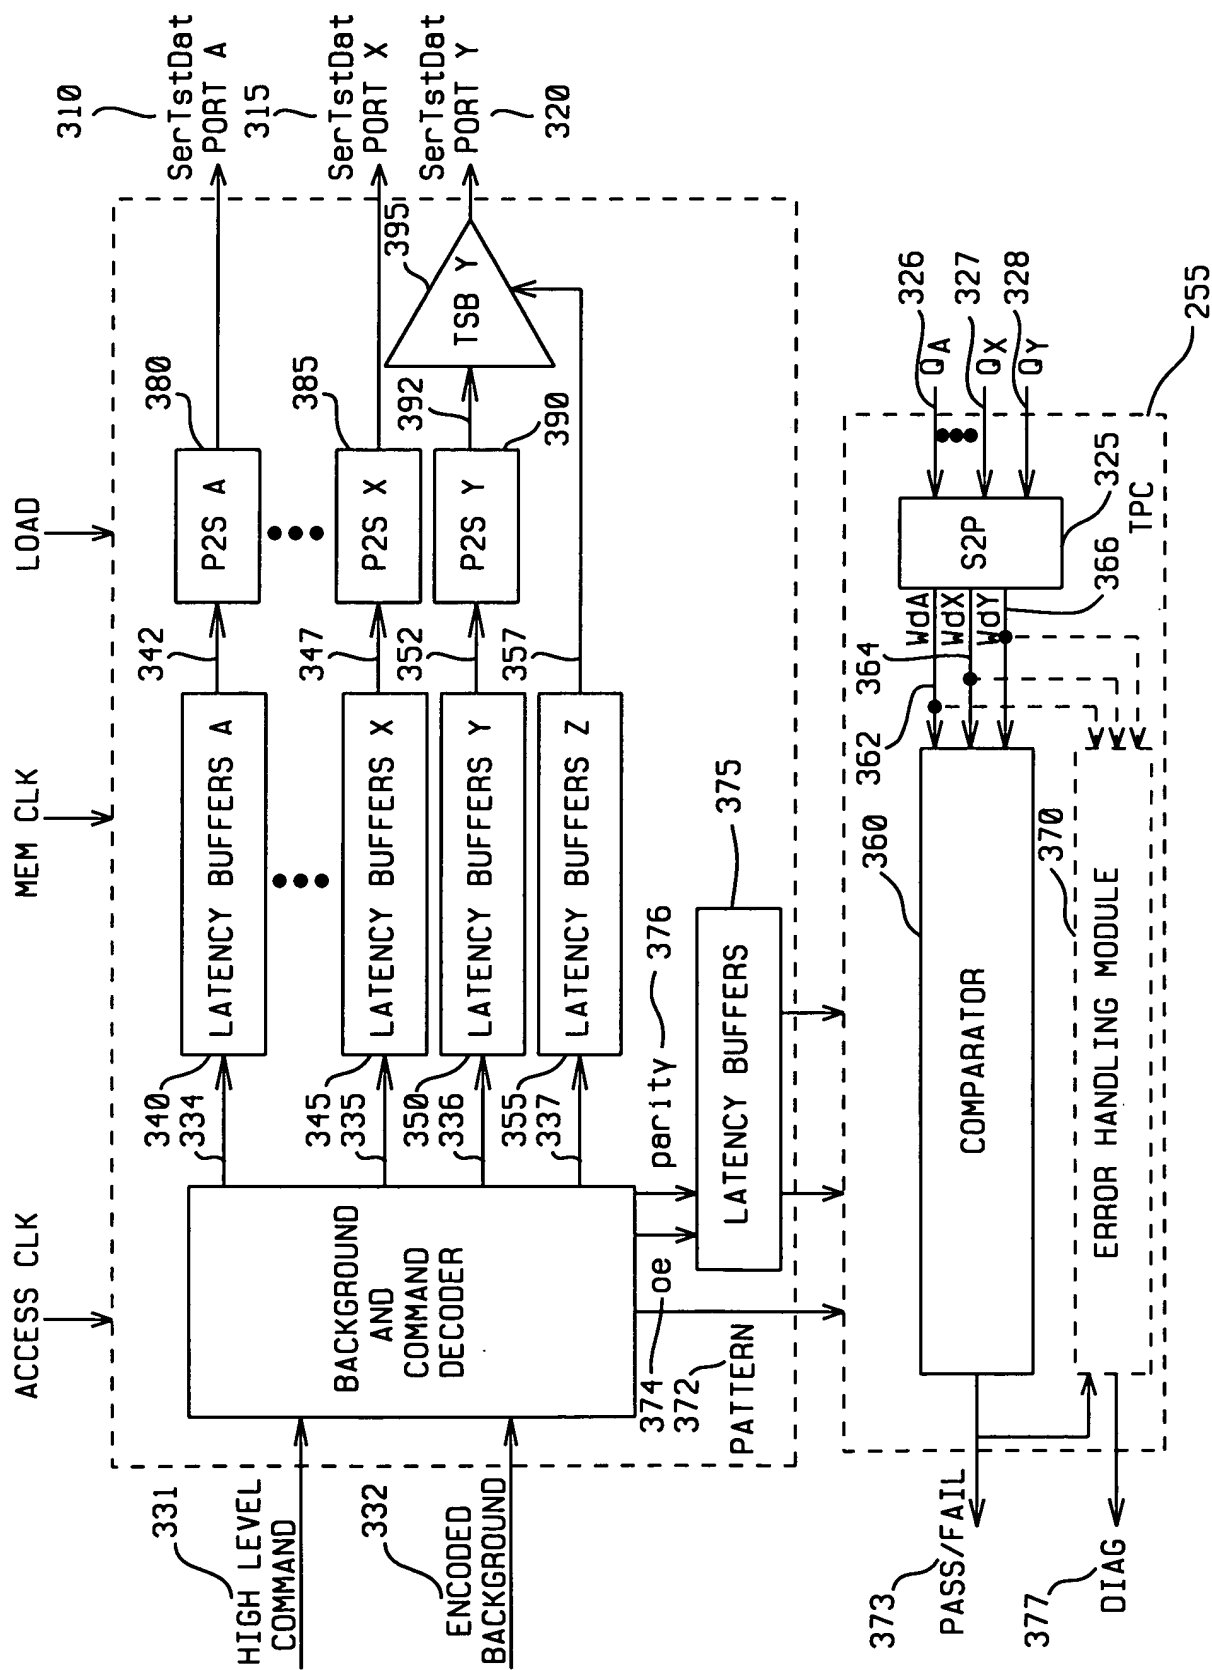 ACCESS CLK
MEM CLK
LOAD
331
HIGH LEVEL
COMMAND
332
ENCODED
BACKGROUND
BACKGROUND
AND
COMMAND
DECODER
340
334
LATENCY BUFFERS A
342
380
P2S A
310
SerTstDat
PORT A
345
335
LATENCY BUFFERS X
347
385
P2S X
315
SerTstDat
PORT X
350
336
LATENCY BUFFERS Y
352
P2S Y
390
392
TSB Y
395
SerTstDat
PORT Y
320
355
337
LATENCY BUFFERS Z
357
parity
376
374
oe
372
PATTERN
LATENCY BUFFERS
375
360
COMPARATOR
362
364
WdA
WdX
WdY
366
S2P
325
QA
326
QX
327
QY
328
TPC
255
370
ERROR HANDLING MODULE
373
PASS/FAIL
377
DIAG